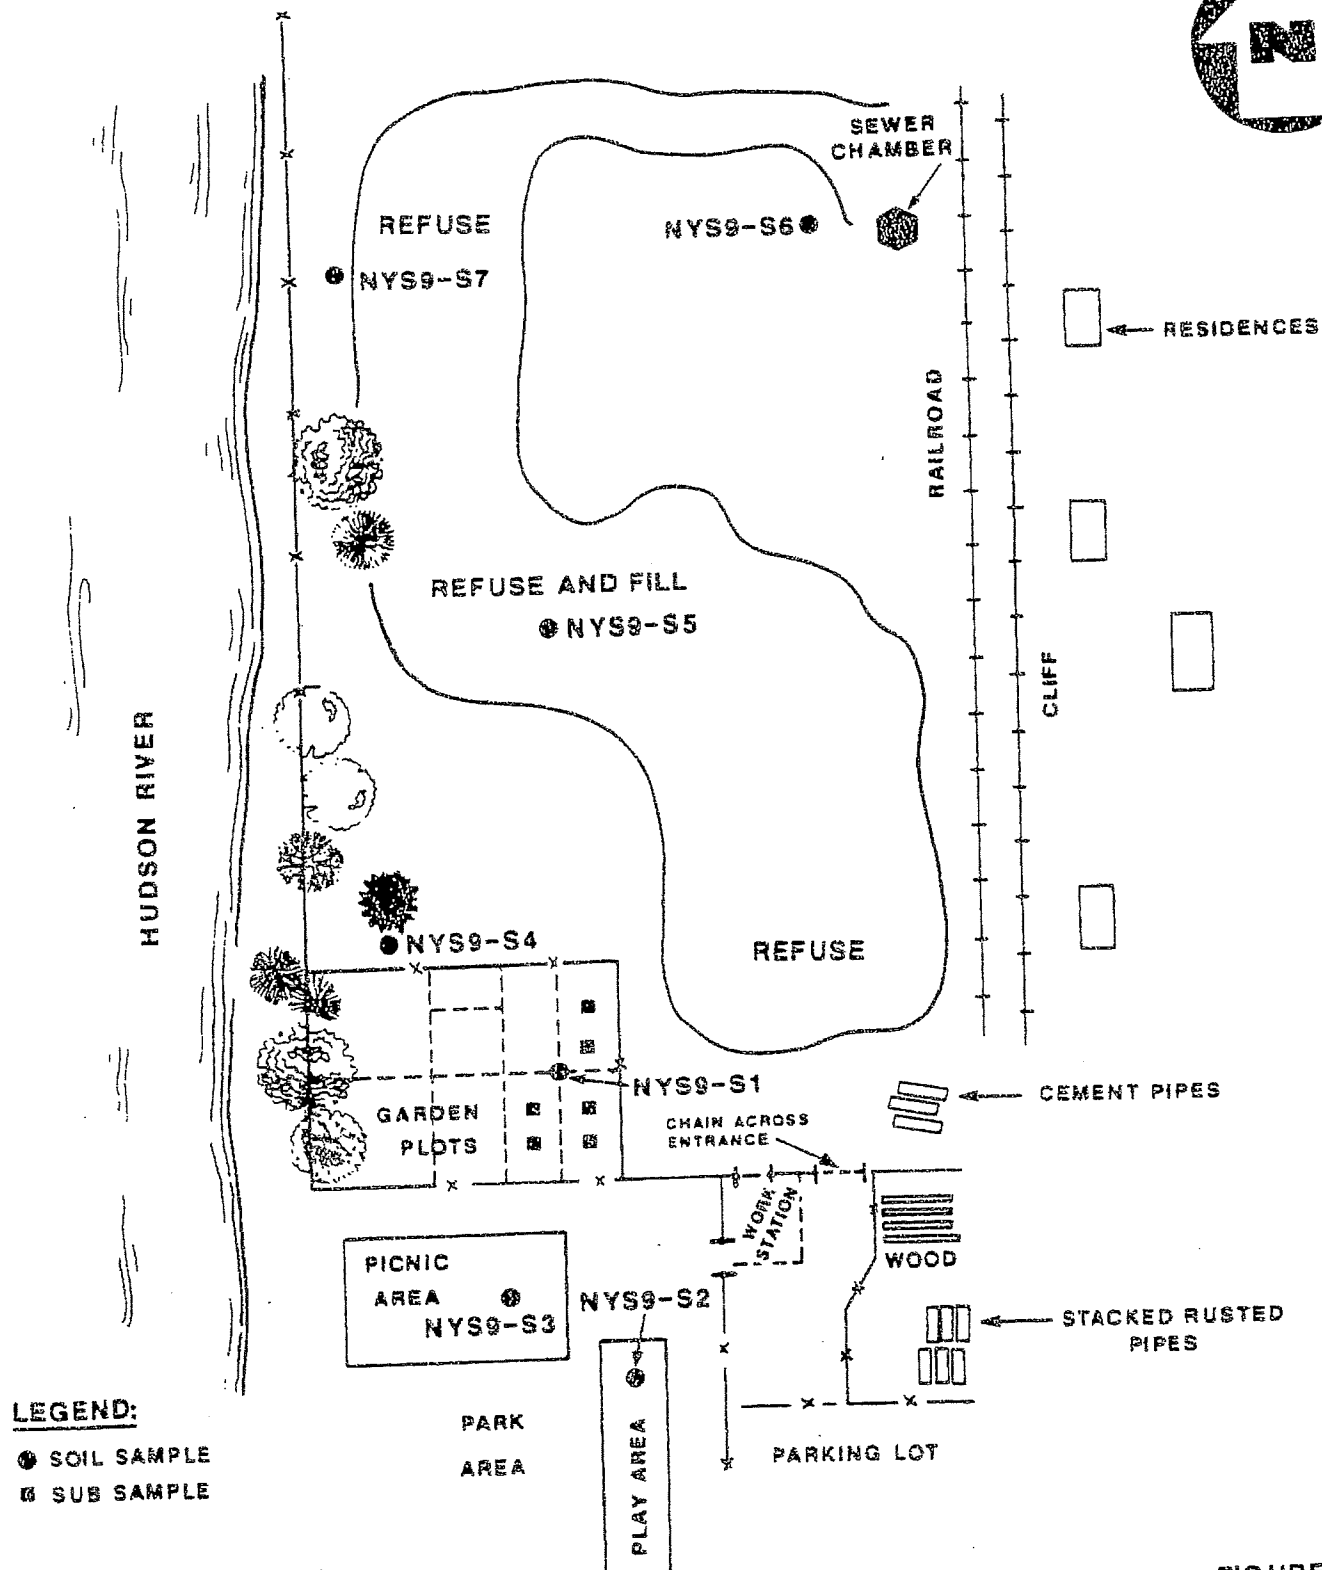 N
SEWER
CHAMBER
REFUSE
NYS9-S6
NYS9-S7
RESIDENCES
RAILROAD
REFUSE AND FILL
NYS9-S5
CLIFF
HUDSON RIVER
NYS9-S4
REFUSE
NYS9-S1
CEMENT PIPES
GARDEN
PLOTS
CHAIN ACROSS
ENTRANCE
WORK
STATION
WOOD
PICNIC
AREA
NYS9-S3
NYS9-S2
STACKED RUSTED
PIPES
LEGEND:
SOIL SAMPLE
SUB SAMPLE
PARK
AREA
PLAY AREA
PARKING LOT